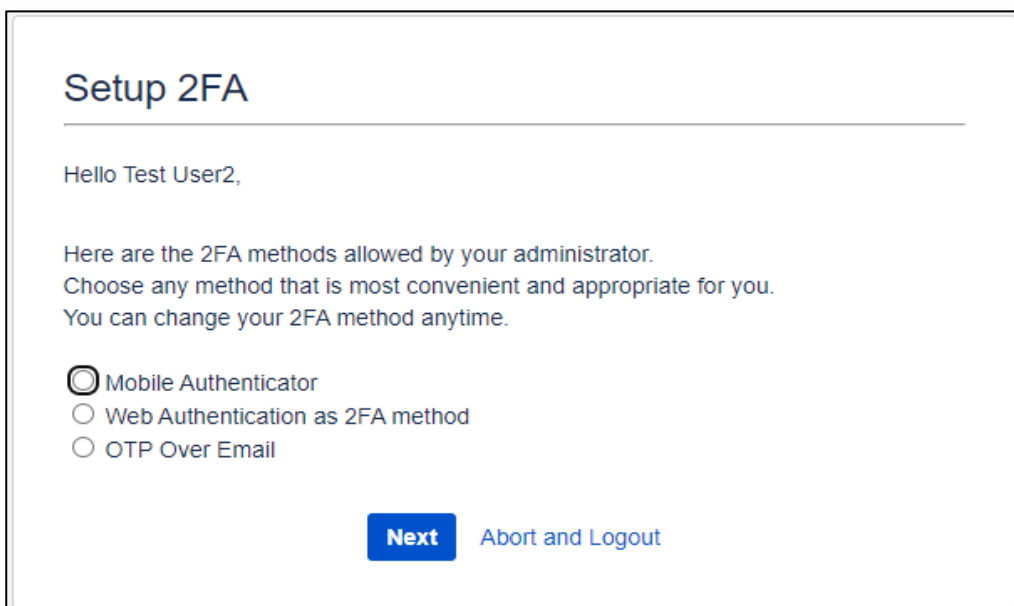 Setup 2FA
Hello Test User2,
Here are the 2FA methods allowed by your administrator.
Choose any method that is most convenient and appropriate for you.
You can change your 2FA method anytime.
Mobile Authenticator
Web Authentication as 2FA method
OTP Over Email
Next Abort and Logout